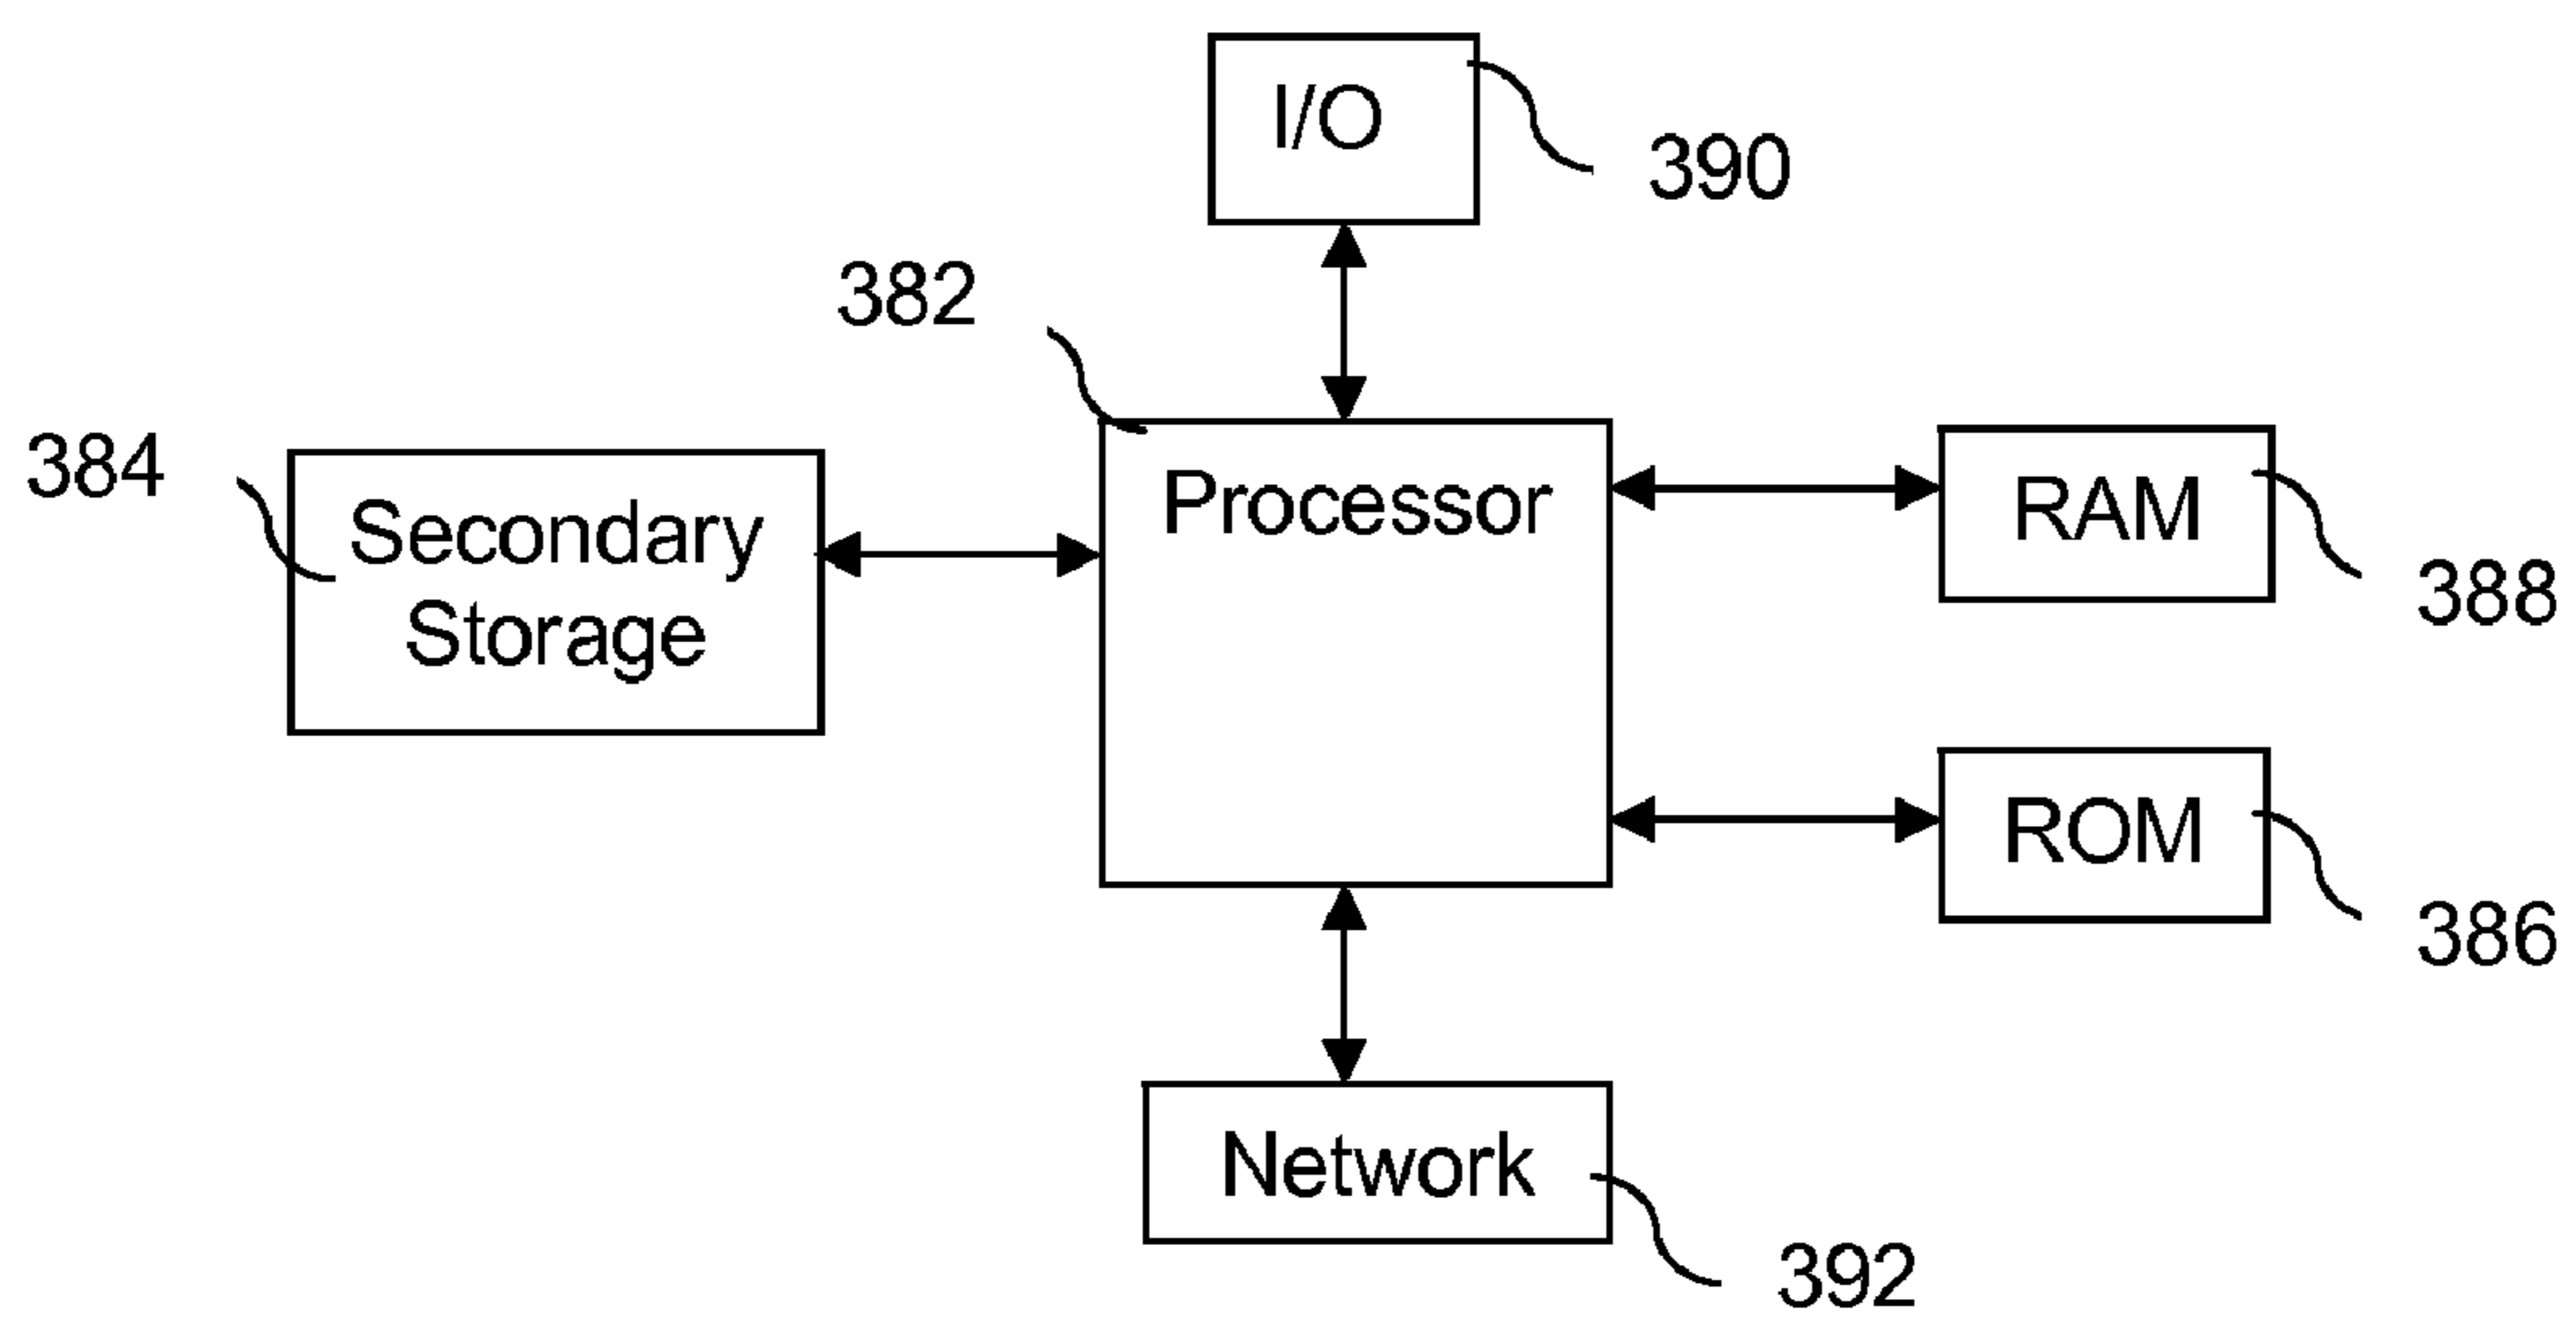 I/O
390
382
384
Secondary
Storage
Processor
RAM
388
ROM
386
Network
392